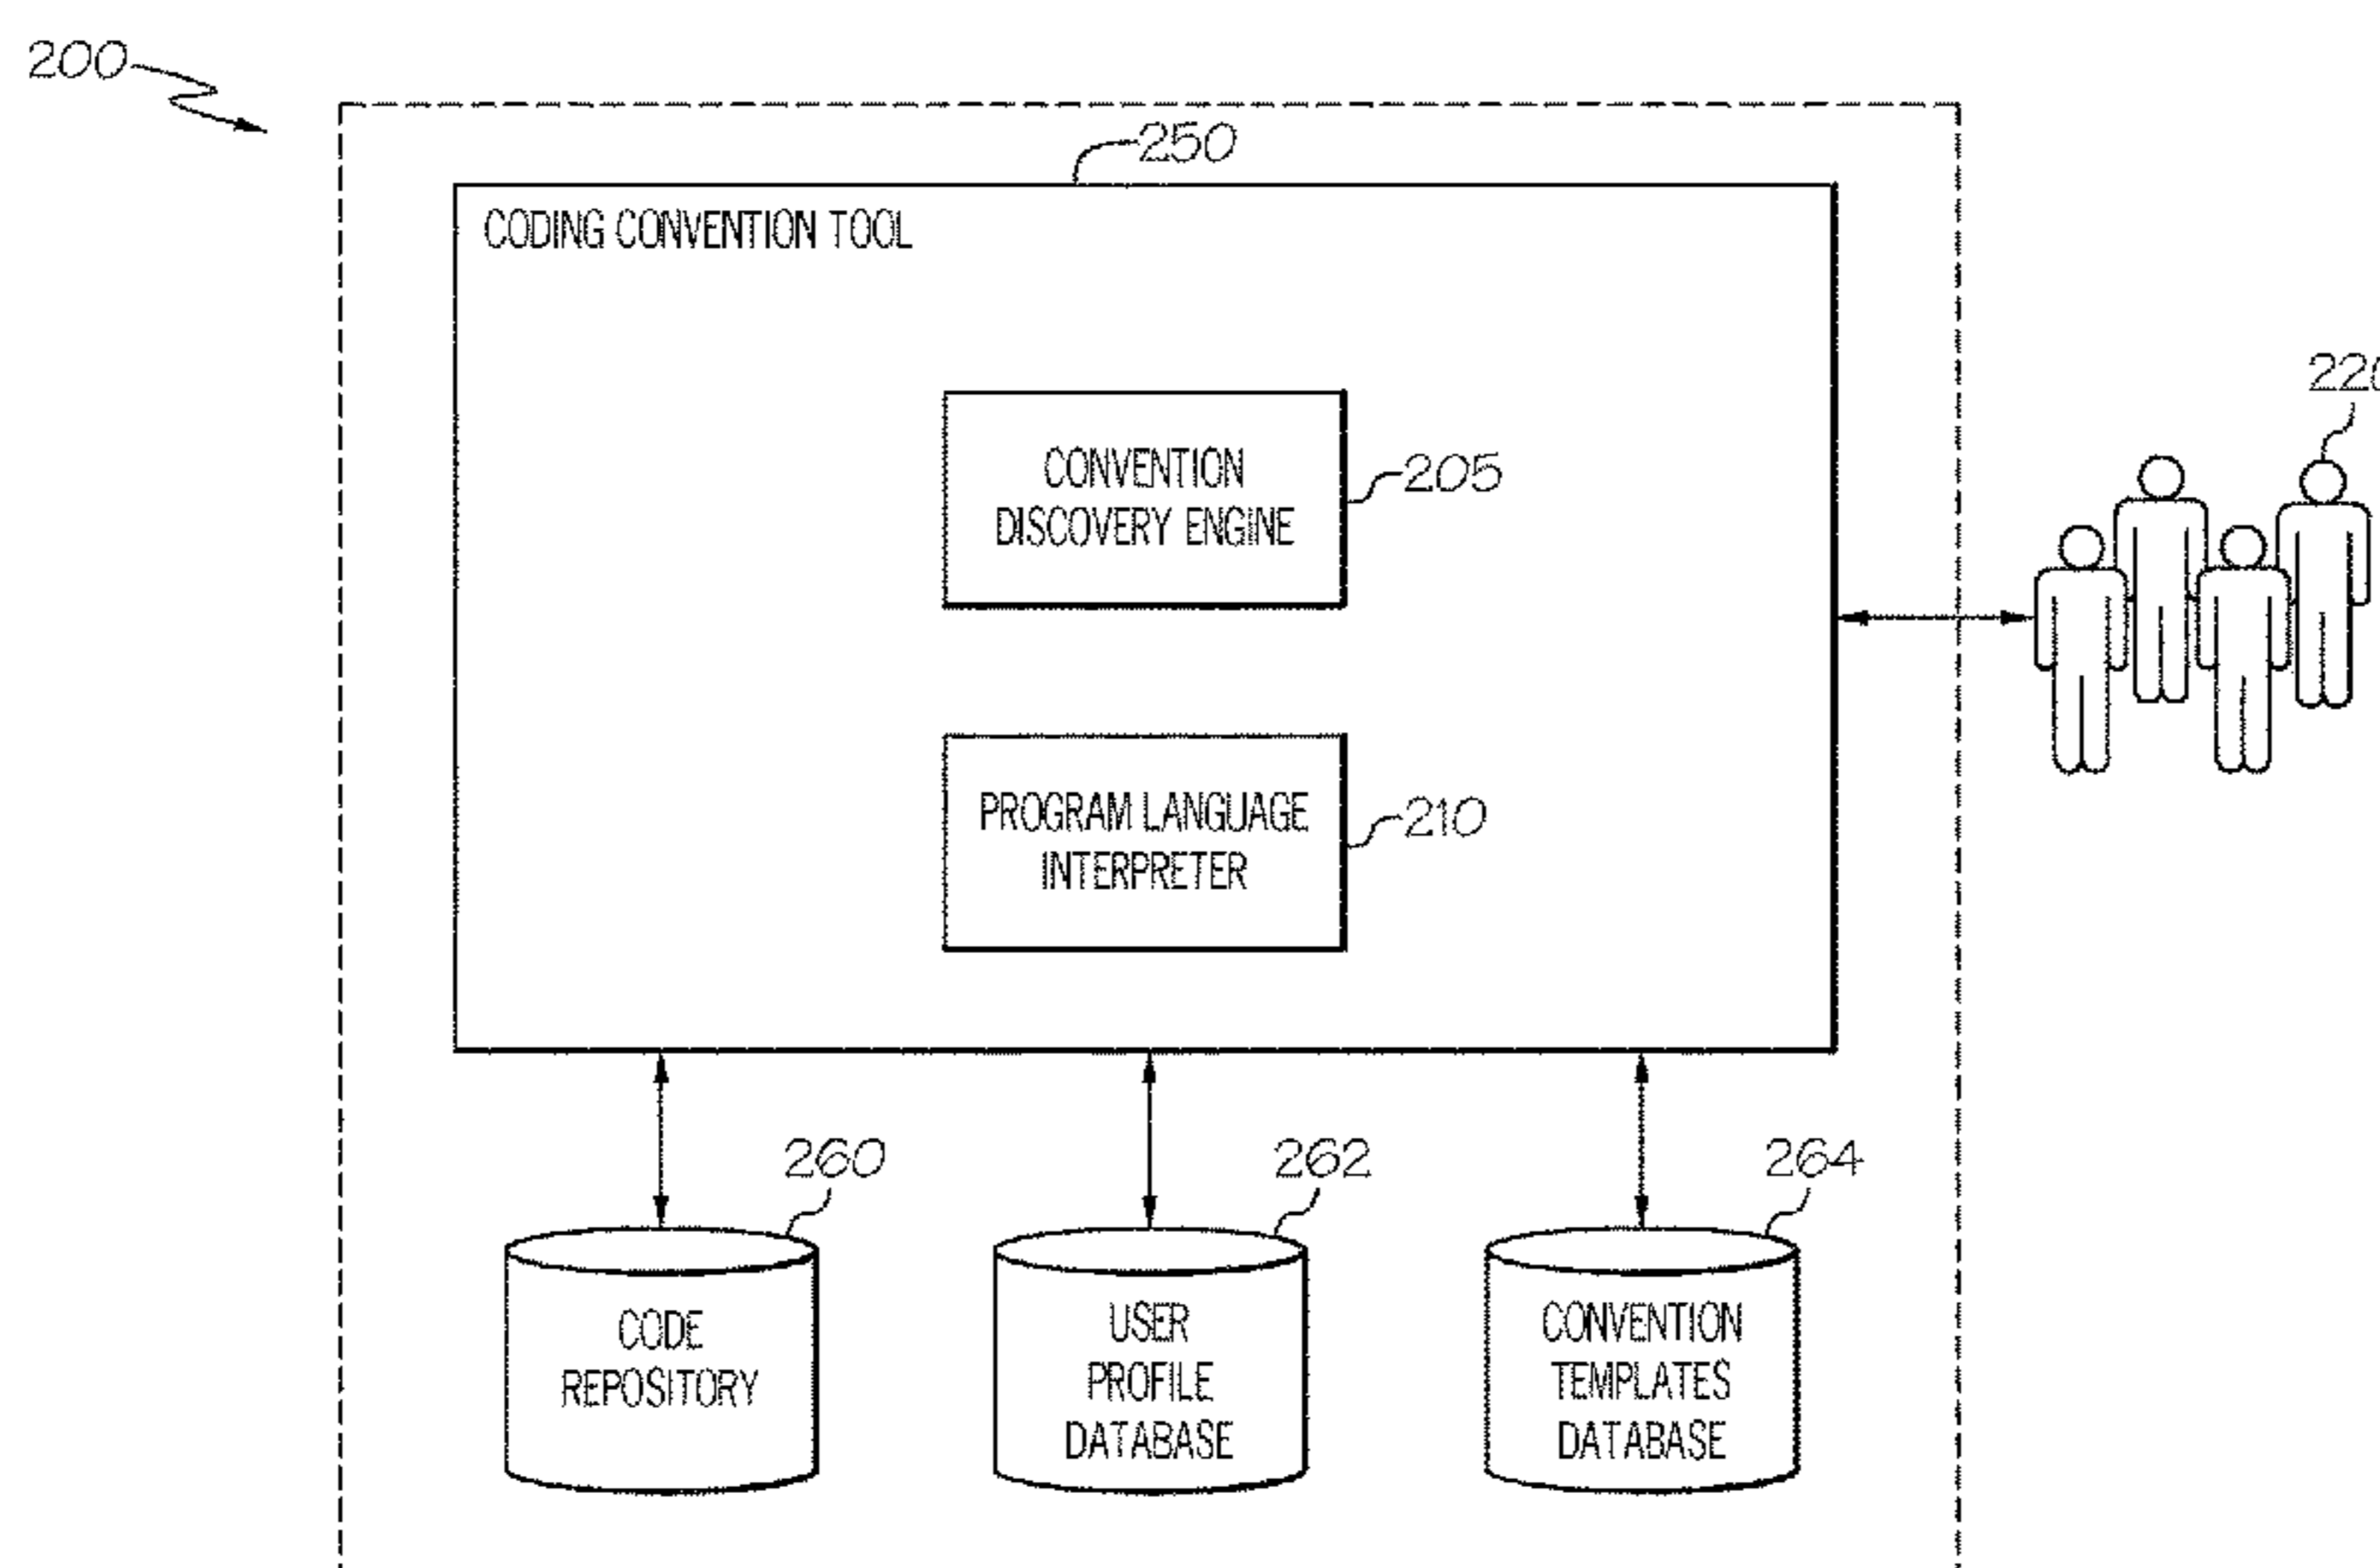 200
250
CODING CONVENTION TOOL
220
CONVENTION
DISCOVERY ENGINE
205
PROGRAM LANGUAGE
INTERPRETER
210
260
262
264
CODE
REPOSITORY
USER
PROFILE
DATABASE
CONVENTION
TEMPLATES
DATABASE